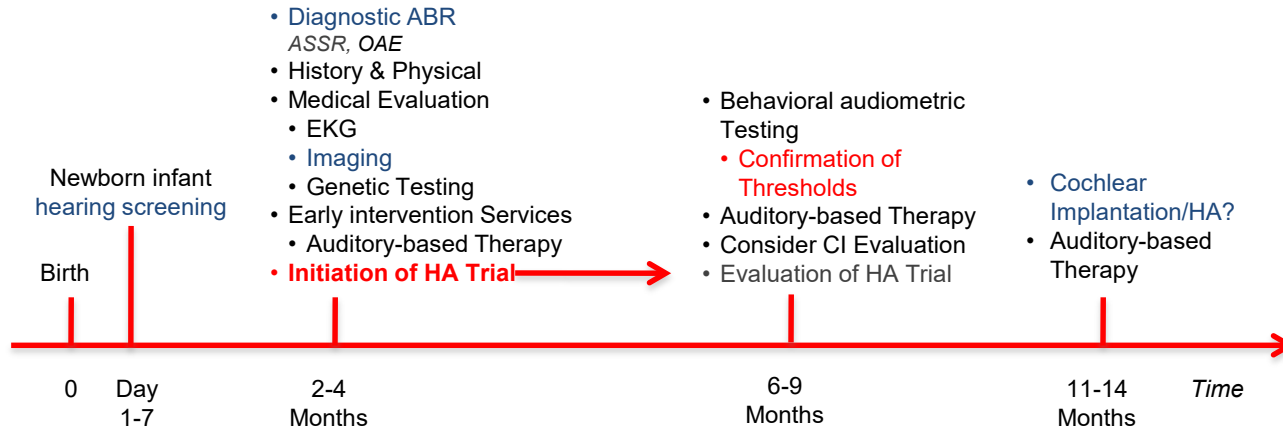 Newborn infant
hearing screening
Birth
• Diagnostic ABR
ASSR, OAE
• History & Physical
• Medical Evaluation
• EKG
• Imaging
• Genetic Testing
• Early intervention Services
• Auditory-based Therapy
• Initiation of HA Trial
• Behavioral audiometric
Testing
• Confirmation of
Thresholds
• Auditory-based Therapy
• Consider CI Evaluation
• Evaluation of HA Trial
• Cochlear
Implantation/HA?
• Auditory-based
Therapy
0
Day
1-7
2-4
Months
6-9
Months
11-14
Months
Time